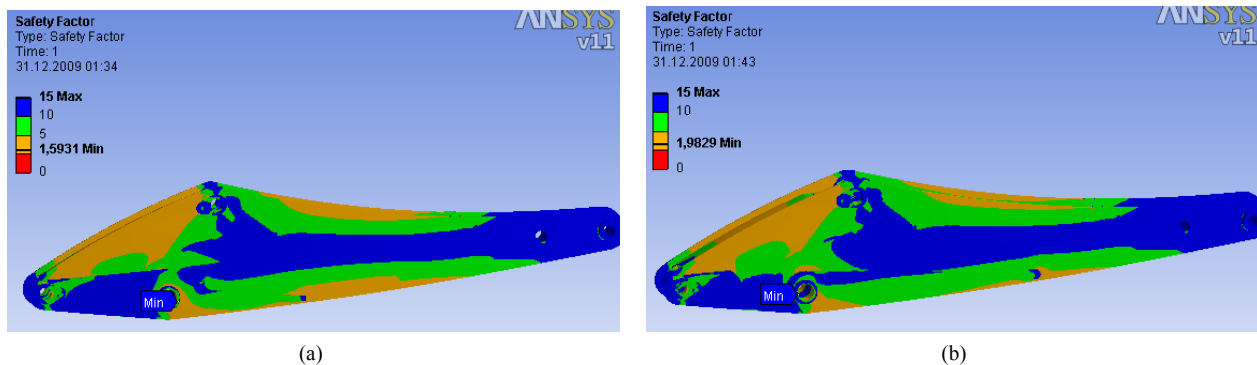 Safety Factor
Type: Safety Factor
Time: 1
31.12.2009 01:34
ANSYS
v11
15 Max
10
5
1,5931 Min
0
Min
(a)
Safety Factor
Type: Safety Factor
Time: 1
31.12.2009 01:43
ANSYS
v11
15 Max
10
1,9829 Min
0
Min
(b)